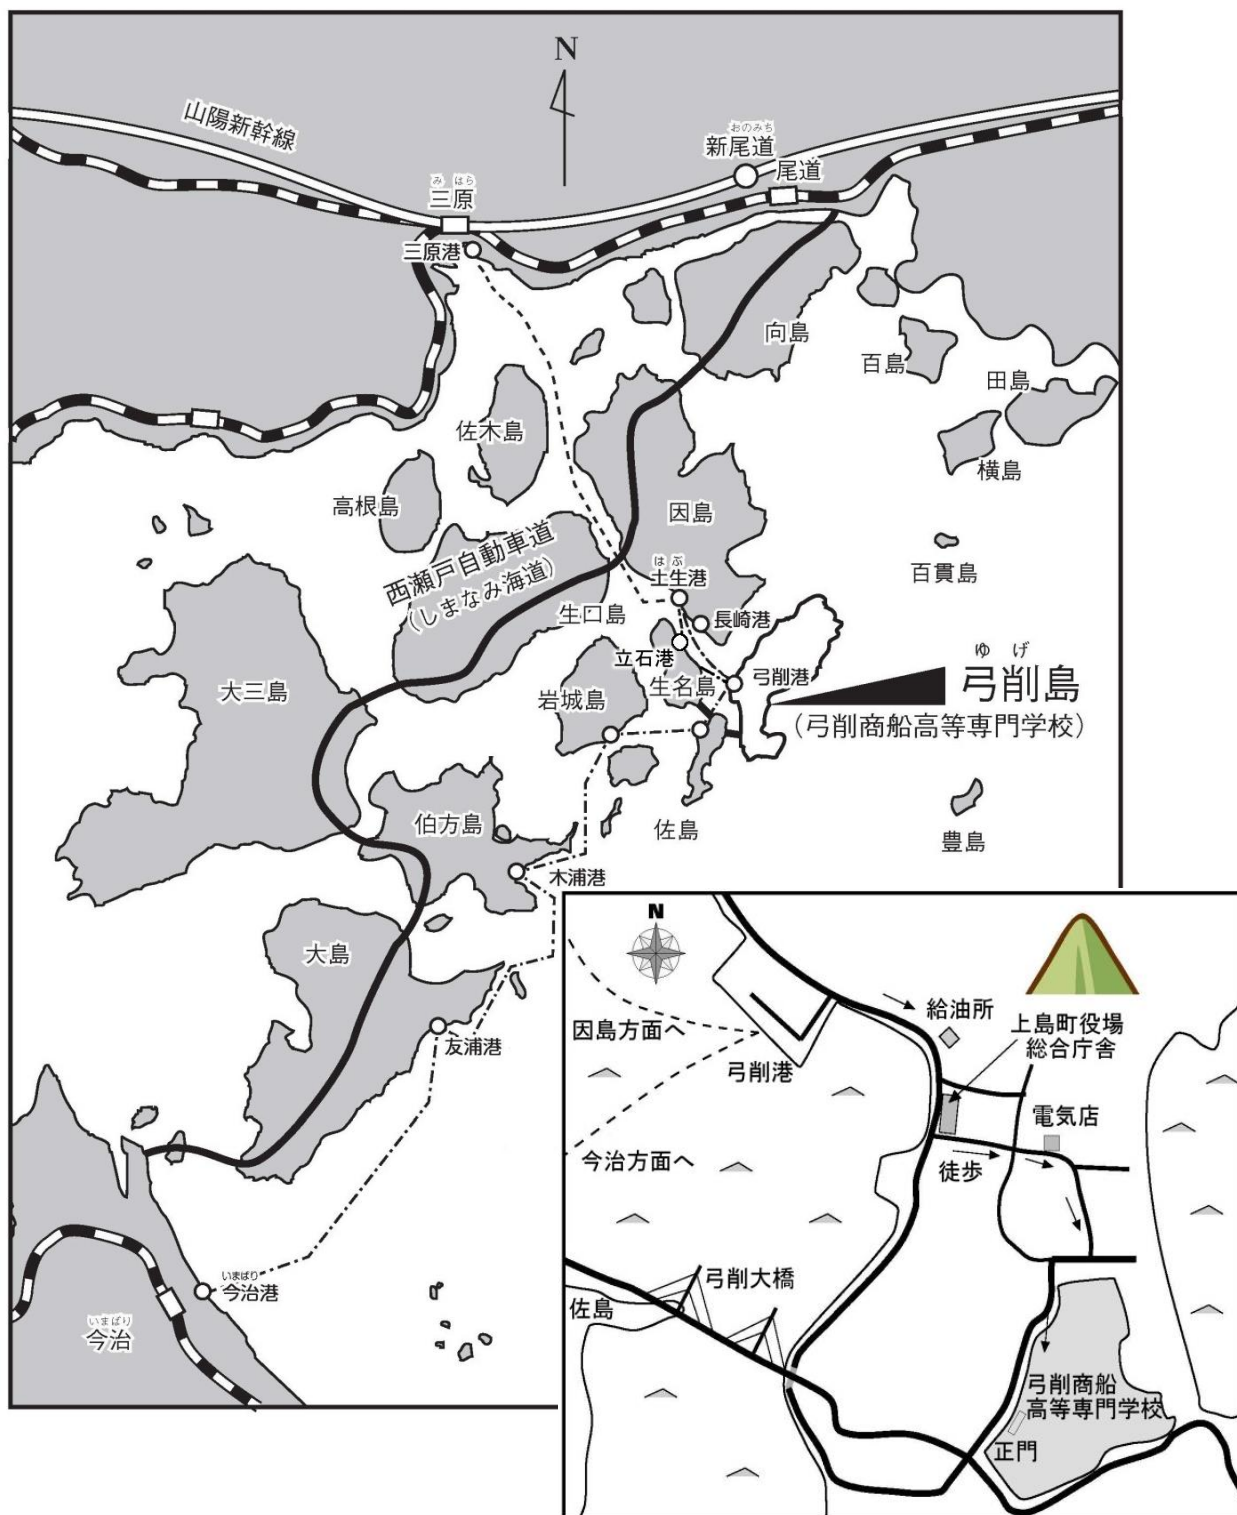 N
山陽新幹線
おのみち
新尾道
尾道
みはら
三原
三原港
向島
百島
田島
横島
佐木島
高根島
因島
百貫島
西瀬戸自動車道
(しまなみ海道)
生口島
はぶ
土生港
長崎港
立石港
生名島
弓削港
ゆげ
弓削島
(弓削商船高等専門学校)
大三島
岩城島
佐島
豊島
伯方島
木浦港
大島
友浦港
いまばり
今治港
いまばり
今治
N
給油所
上島町役場
総合庁舎
因島方面へ
弓削港
電気店
今治方面へ
徒歩
弓削大橋
佐島
弓削商船
高等専門学校
正門